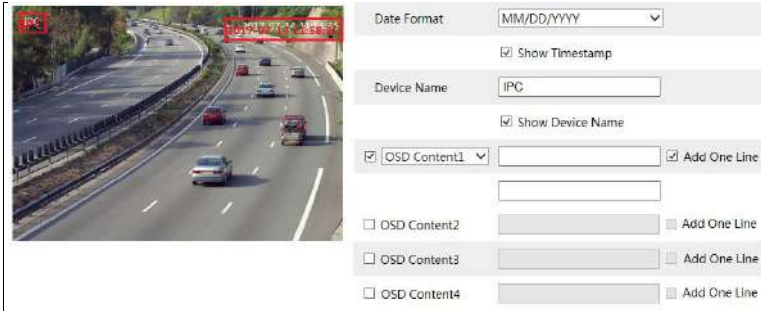 IPC
Date Format MM/DD/YYYY
Show Timestamp
Device Name IPC
Show Device Name
OSD Content1 Add One Line
OSD Content2 Add One Line
OSD Content3 Add One Line
OSD Content4 Add One Line